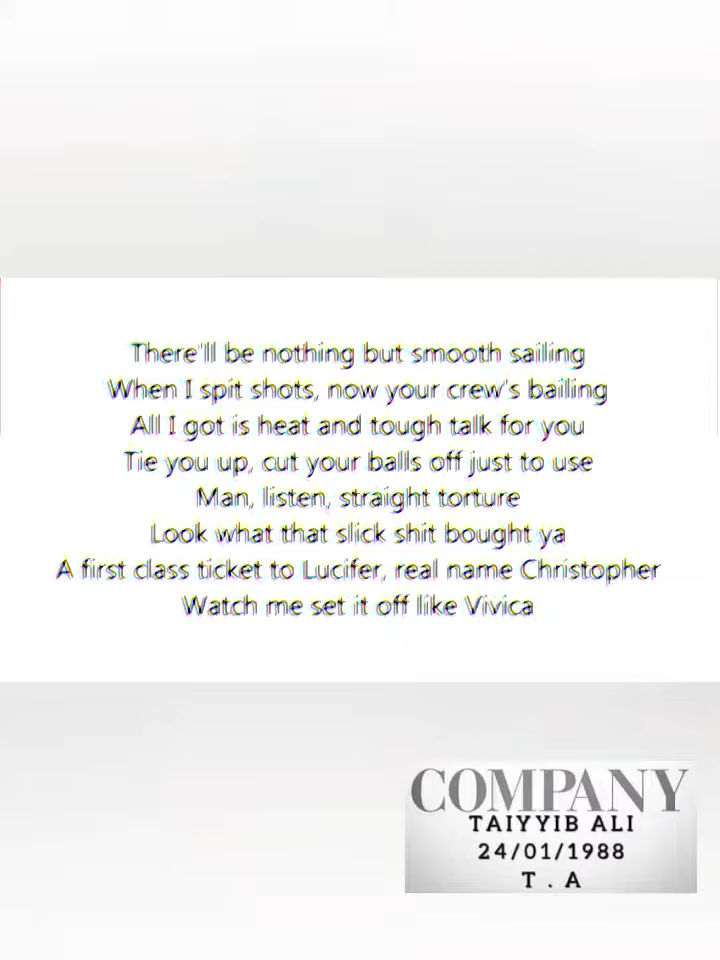 There'll be nothing but smooth sailing
When I spit shots, now your crew's bailing
All I got is heat and tough talk for you
Tie you up, cut your balls off just to use
Man, listen, straight torture
Look what that slick shit bought ya
A first class ticket to Lucifer, real name Christopher
Watch me set it off like Vivica
COMPANY
TAIYYIB ALI
24/01/1988
T . A